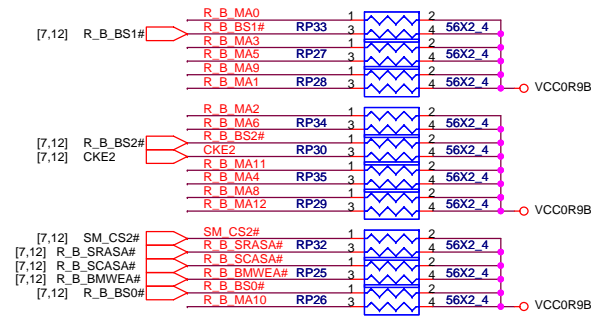 R_B_MA0 1 2
[7,12] R_B_BS1# R_B_BS1# RP33 3 4 56X2_4
R_B_MA3 1 2
R_B_MA5 RP27 3 4 56X2_4
R_B_MA9 1 2
R_B_MA1 RP28 3 4 56X2_4 VCC0R9B
R_B_MA2 1 2
R_B_MA6 RP34 3 4 56X2_4
[7,12] R_B_BS2# R_B_BS2# 1 2
[7,12] CKE2 CKE2 RP30 3 4 56X2_4
R_B_MA11 1 2
R_B_MA4 RP35 3 4 56X2_4
R_B_MA8 1 2
R_B_MA12 RP29 3 4 56X2_4 VCC0R9B
[7,12] SM_CS2# SM_CS2# 1 2
[7,12] R_B_SRASA# R_B_SRASA# RP32 3 4 56X2_4
[7,12] R_B_SCASA# R_B_SCASA# 1 2
[7,12] R_B_BMWEA# R_B_BMWEA# RP25 3 4 56X2_4
[7,12] R_B_BS0# R_B_BS0# 1 2
R_B_MA10 RP26 3 4 56X2_4 VCC0R9B